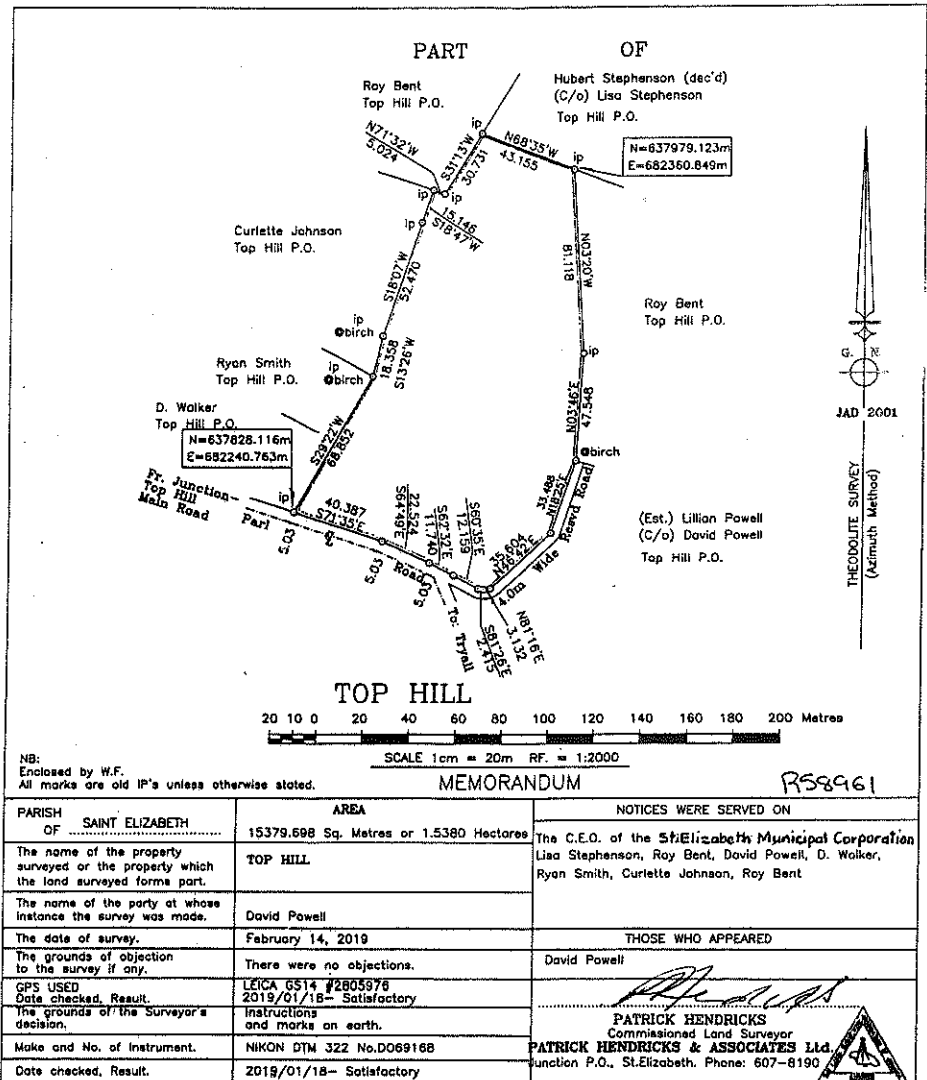 PART OF
Roy Bent
Top Hill P.O.
Hubert Stephenson (dec'd)
(C/o) Lisa Stephenson
Top Hill P.O.
ip
N68°35'W
43.155
ip
N=637979.123m
E=682360.849m
N71°32'W
5.024
S31°13'W
30.731
ip
ip
15.146
S18°47'W
ip
Curlette Johnson
Top Hill P.O.
S18°07'W
52.470
N03°20'W
81.118
Roy Bent
Top Hill P.O.
G. N
JAD 2001
THEODOLITE SURVEY
(Azimuth Method)
ip
birch
18.358
S13°26'W
ip
Ryan Smith
Top Hill P.O.
ip
birch
N03°46'E
47.548
D. Walker
Top Hill P.O.
N=637828.116m
E=682240.763m
S29°22'W
68.852
birch
Fr. Junction
Top Hill
Main Road
ip
40.387
S71°35'E
22.524
S64°49'E
11.740
S62°32'E
12.159
S60°35'E
35.604
N46°42'E
33.488
N18°25'E
4.0m Wide Reserv Road
(Est.) Lillian Powell
(C/o) David Powell
Top Hill P.O.
5.03
Parl
Road
5.03
5.03
To: Tryall
S81°26'E
2.415
N81°16'E
3.132
TOP HILL
20 10 0 20 40 60 80 100 120 140 160 180 200 Metres
SCALE 1cm = 20m RF. = 1:2000
NB:
Enclosed by W.F.
All marks are old IP's unless otherwise stated.
MEMORANDUM
R58961
PARISH
OF SAINT ELIZABETH
AREA
15379.698 Sq. Metres or 1.5380 Hectares
NOTICES WERE SERVED ON
The C.E.O. of the St.Elizabeth Municipal Corporation
Lisa Stephenson, Roy Bent, David Powell, D. Walker,
Ryan Smith, Curlette Johnson, Roy Bent
The name of the property
surveyed or the property which
the land surveyed forms part.
TOP HILL
The name of the party at whose
instance the survey was made.
David Powell
The date of survey.
February 14, 2019
THOSE WHO APPEARED
David Powell
The grounds of objection
to the survey if any.
There were no objections.
GPS USED
Date checked, Result.
LEICA GS14 #2805976
2019/01/18- Satisfactory
The grounds of the Surveyor's
decision.
Instructions
and marks on earth.
Make and No. of Instrument.
NIKON DTM 322 No.D069168
Date checked, Result.
2019/01/18- Satisfactory
PATRICK HENDRICKS
Commissioned Land Surveyor
PATRICK HENDRICKS & ASSOCIATES Ltd.
Junction P.O., St.Elizabeth. Phone: 607-8190